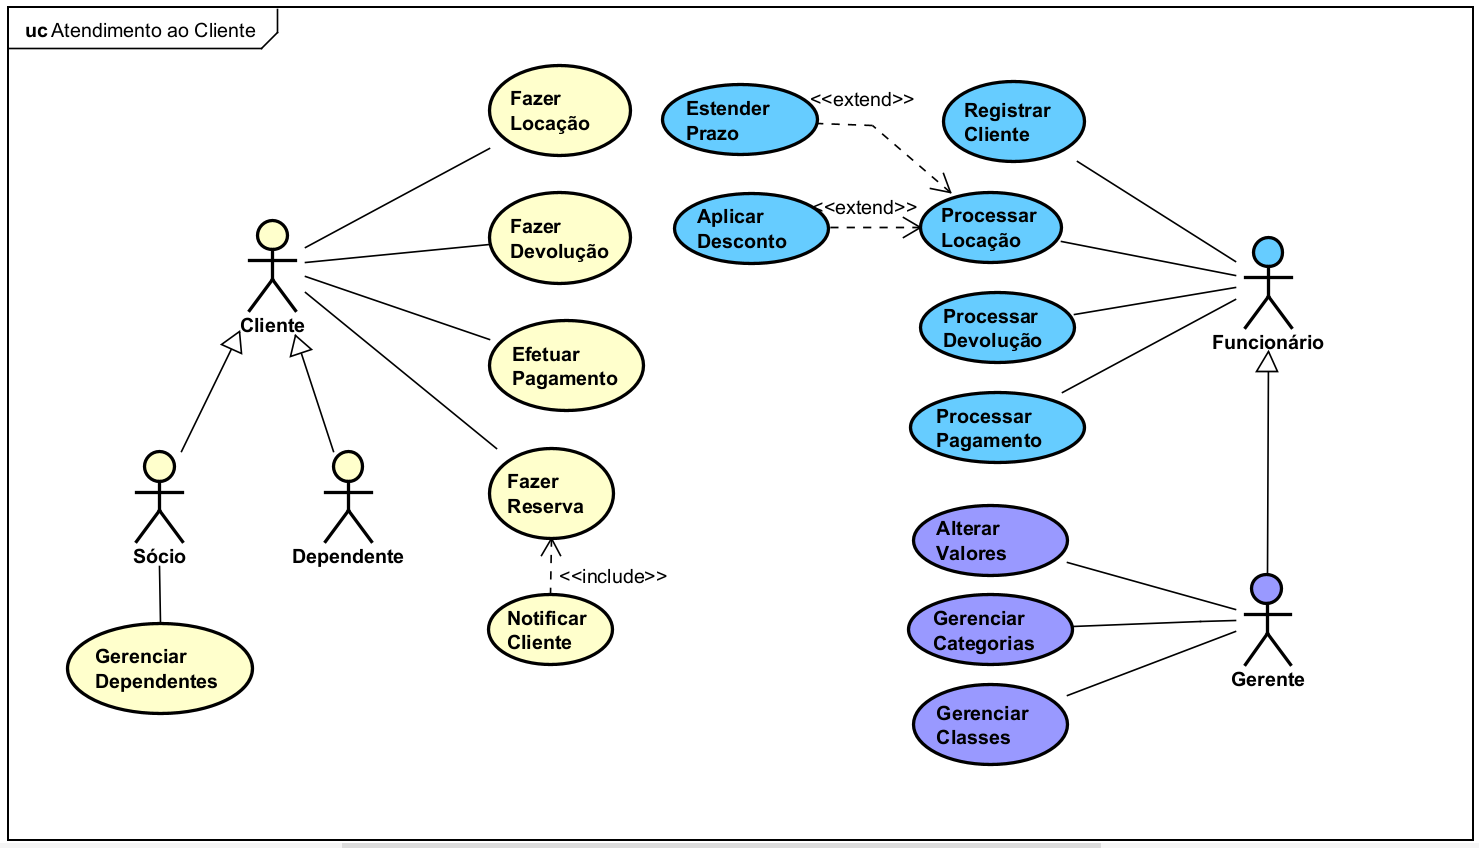 uc Atendimento ao Cliente
Fazer
Locação
Fazer
Devolução
Efetuar
Pagamento
Fazer
Reserva
<<include>>
Notificar
Cliente
Cliente
Sócio
Dependente
Gerenciar
Dependentes
Estender
Prazo
<<extend>>
Aplicar
Desconto
<<extend>>
Registrar
Cliente
Processar
Locação
Processar
Devolução
Processar
Pagamento
Funcionário
Alterar
Valores
Gerenciar
Categorias
Gerenciar
Classes
Gerente